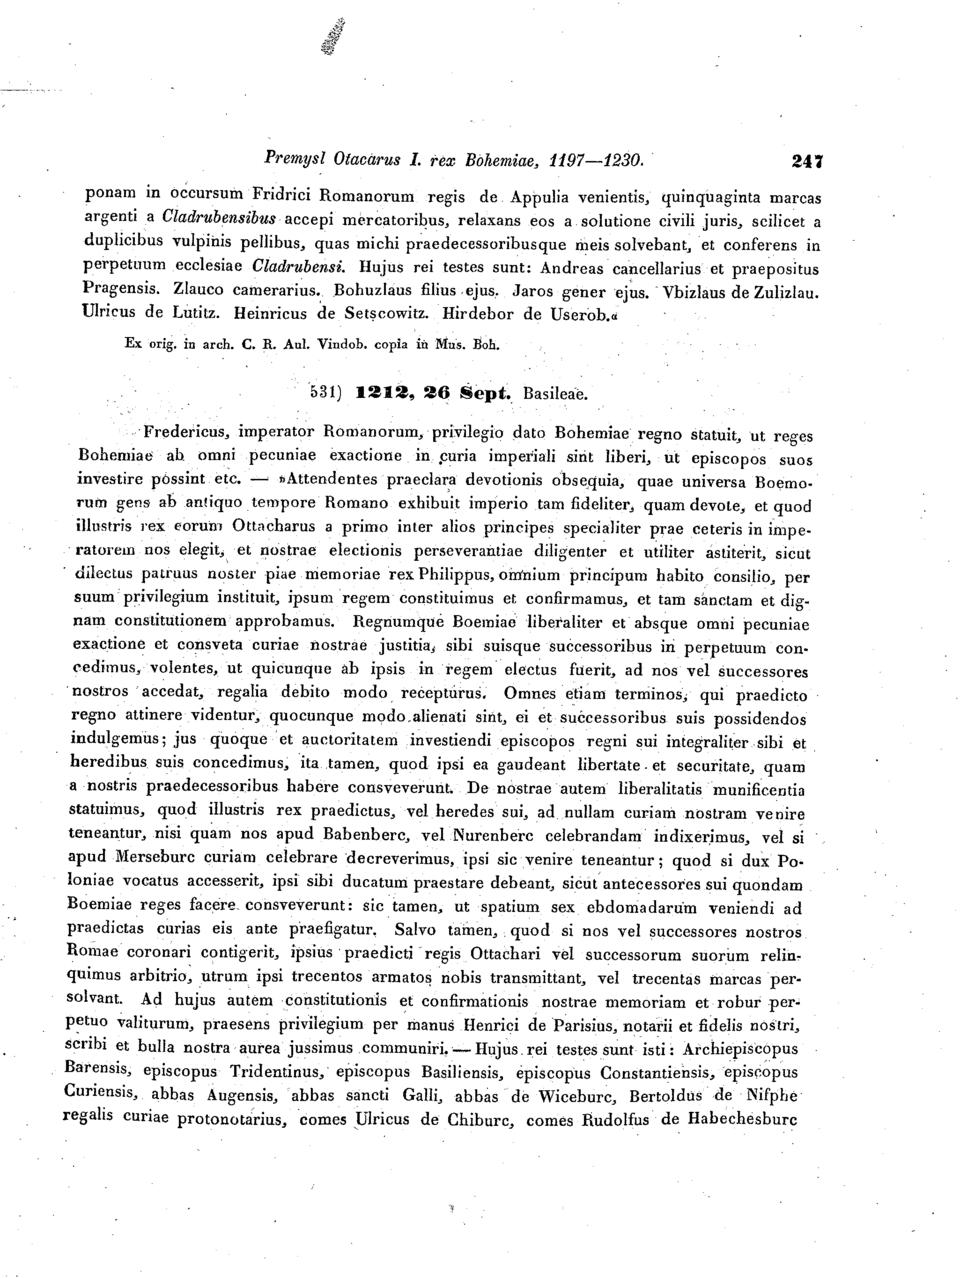 Premysl Otacarus I. rex Bohemiae, 1197—1230. 247
ponam in occursum Fridrici Romanorum regis de Appulia venientis, quinquaginta marcas
argenti a Cladrubensibus accepi mercatoribus, relaxans eos a solutione civili juris, scilicet a
duplicibus vulpinis pellibus, quas michi praedecessoribusque meis solvebant, et conferens in
perpetuum ecclesiae Cladrubensi. Hujus rei testes sunt: Andreas cancellarius et praepositus
Pragensis. Zlauco camerarius. Bohuzlaus filius ejus. Jaros gener ejus. Vbizlaus de Zulizlau.
Ulricus de Lutitz. Heinricus de Setscowitz. Hirdebor de Userob.«
Ex orig. in arch. C. R. Aul. Vindob. copia in Mus. Boh.
531) 1212, 26 Sept. Basileae.
Fredericus, imperator Romanorum, privilegio dato Bohemiae regno statuit, ut reges
Bohemiae ab omni pecuniae exactione in curia imperiali sint liberi, ut episcopos suos
investire possint etc. — »Attendentes praeclara devotionis obsequia, quae universa Boemo-
rum gens ab antiquo tempore Romano exhibuit imperio tam fideliter, quam devote, et quod
illustris rex eorum Ottacharus a primo inter alios principes specialiter prae ceteris in impe-
ratorem nos elegit, et nostrae electionis perseverantiae diligenter et utiliter astiterit, sicut
dilectus patruus noster piae memoriae rex Philippus, omnium principum habito consilio, per
suum privilegium instituit, ipsum regem constituimus et confirmamus, et tam sanctam et dig-
nam constitutionem approbamus. Regnumque Boemiae liberaliter et absque omni pecuniae
exactione et consveta curiae nostrae justitia, sibi suisque successoribus in perpetuum con-
cedimus, volentes, ut quicunque ab ipsis in regem electus fuerit, ad nos vel successores
nostros accedat, regalia debito modo recepturus. Omnes etiam terminos, qui praedicto
regno attinere videntur, quocunque modo alienati sint, ei et successoribus suis possidendos
indulgemus; jus quoque et auctoritatem investiendi episcopos regni sui integraliter sibi et
heredibus suis concedimus, ita tamen, quod ipsi ea gaudeant libertate et securitate, quam
a nostris praedecessoribus habere consveverunt. De nostrae autem liberalitatis munificentia
statuimus, quod illustris rex praedictus, vel heredes sui, ad nullam curiam nostram venire
teneantur, nisi quam nos apud Babenberc, vel Nurenberc celebrandam indixerimus, vel si
apud Merseburc curiam celebrare decreverimus, ipsi sic venire teneantur; quod si dux Po-
loniae vocatus accesserit, ipsi sibi ducatum praestare debeant, sicut antecessores sui quondam
Boemiae reges facere consveverunt: sic tamen, ut spatium sex ebdomadarum veniendi ad
praedictas curias eis ante praefigatur. Salvo tamen, quod si nos vel successores nostros
Romae coronari contigerit, ipsius praedicti regis Ottachari vel successorum suorum relin-
quimus arbitrio, utrum ipsi trecentos armatos nobis transmittant, vel trecentas marcas per-
solvant. Ad hujus autem constitutionis et confirmationis nostrae memoriam et robur per-
petuo valiturum, praesens privilegium per manus Henrici de Parisius, notarii et fidelis nostri,
scribi et bulla nostra aurea jussimus communiri. — Hujus rei testes sunt isti: Archiepiscopus
Barensis, episcopus Tridentinus, episcopus Basiliensis, episcopus Constantiensis, episcopus
Curiensis, abbas Augensis, abbas sancti Galli, abbas de Wiceburc, Bertoldus de Nifphe
regalis curiae protonotarius, comes Ulricus de Chiburc, comes Rudolfus de Habechesburc